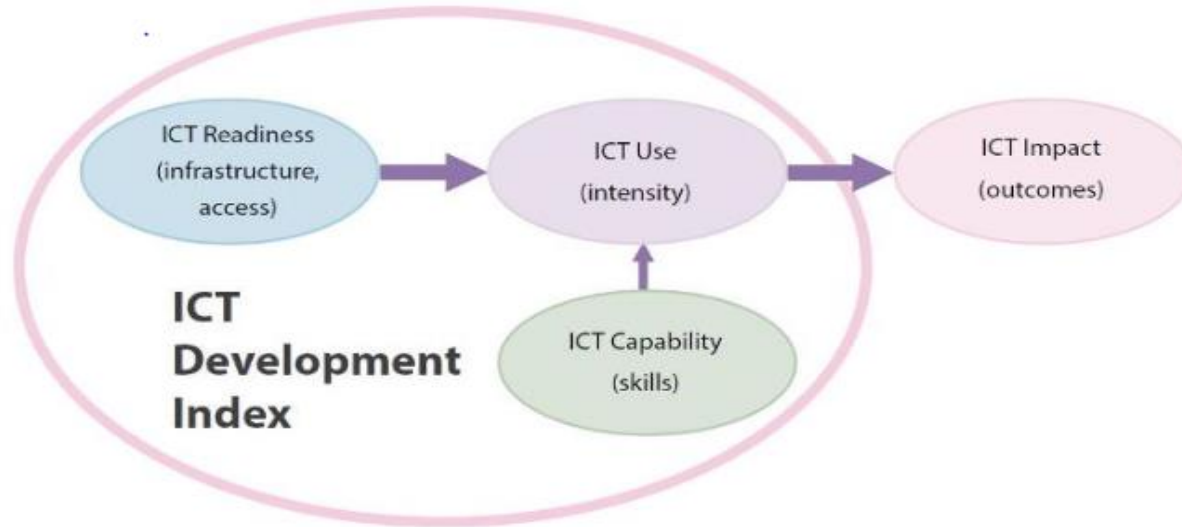 ICT Readiness
(infrastructure,
access)
ICT Use
(intensity)
ICT Impact
(outcomes)
ICT Capability
(skills)
ICT
Development
Index